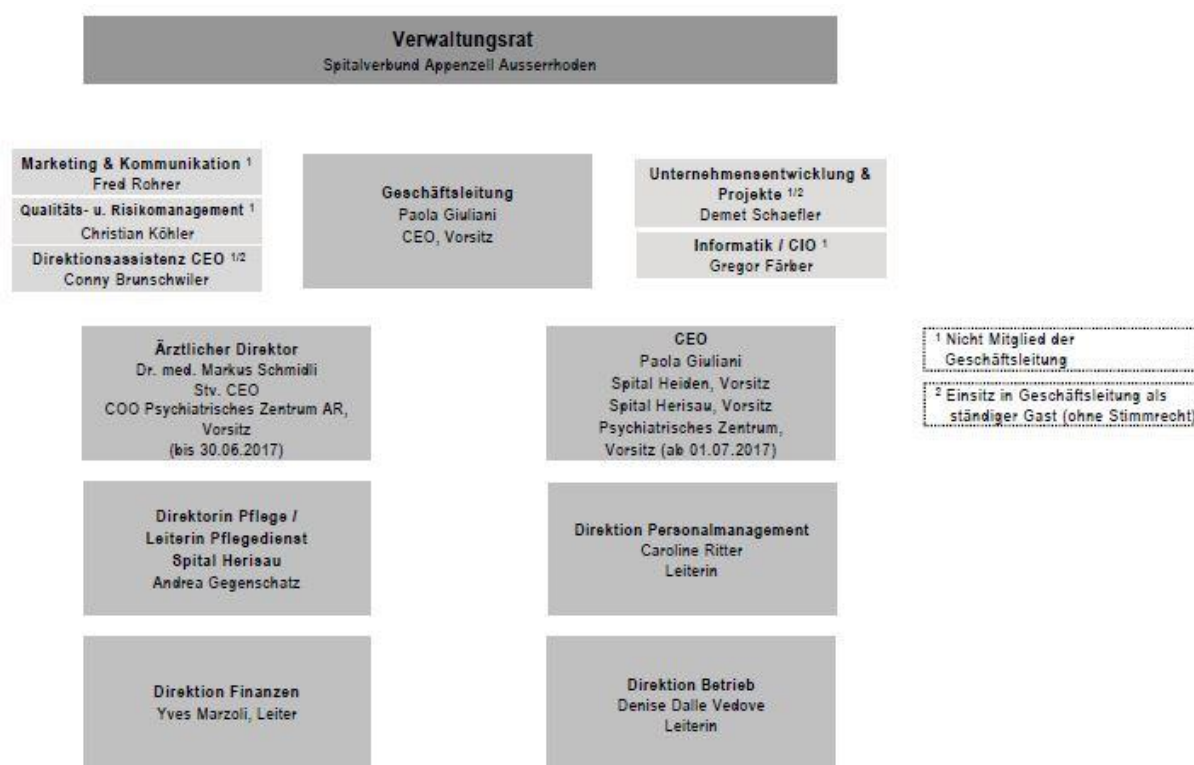 Verwaltungsrat
Spitalverbund Appenzell Ausserrhoden
Marketing & Kommunikation ¹
Fred Rohrer
Qualitäts- u. Risikomanagement ¹
Christian Köhler
Direktionsassistenz CEO ¹/²
Conny Brunschwiler
Geschäftsleitung
Paola Giuliani
CEO, Vorsitz
Unternehmensentwicklung &
Projekte ¹/²
Demet Schaefler
Informatik / CIO ¹
Gregor Färber
Ärztlicher Direktor
Dr. med. Markus Schmidli
Stv. CEO
COO Psychiatrisches Zentrum AR,
Vorsitz
(bis 30.06.2017)
CEO
Paola Giuliani
Spital Heiden, Vorsitz
Spital Herisau, Vorsitz
Psychiatrisches Zentrum,
Vorsitz (ab 01.07.2017)
¹ Nicht Mitglied der
Geschäftsleitung
² Einsitz in Geschäftsleitung als
ständiger Gast (ohne Stimmrecht)
Direktorin Pflege /
Leiterin Pflegedienst
Spital Herisau
Andrea Gegenschatz
Direktion Personalmanagement
Caroline Ritter
Leiterin
Direktion Finanzen
Yves Marzoli, Leiter
Direktion Betrieb
Denise Dalle Vedove
Leiterin